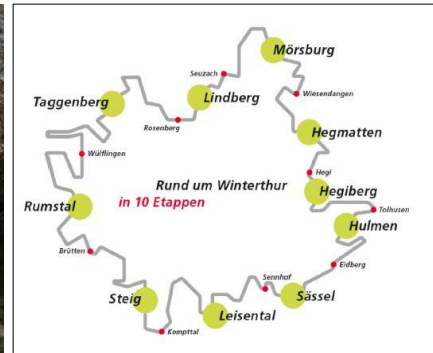 Mörsburg
Seuzach
Lindberg
Wiesendangen
Taggenberg
Rosenberg
Hegmatten
Wülflingen
Hegi
Rund um Winterthur
in 10 Etappen
Hegiberg
Rumstal
Tolhusen
Hulmen
Brütten
Eidberg
Sennhof
Steig
Sässel
Leisental
Kempttal